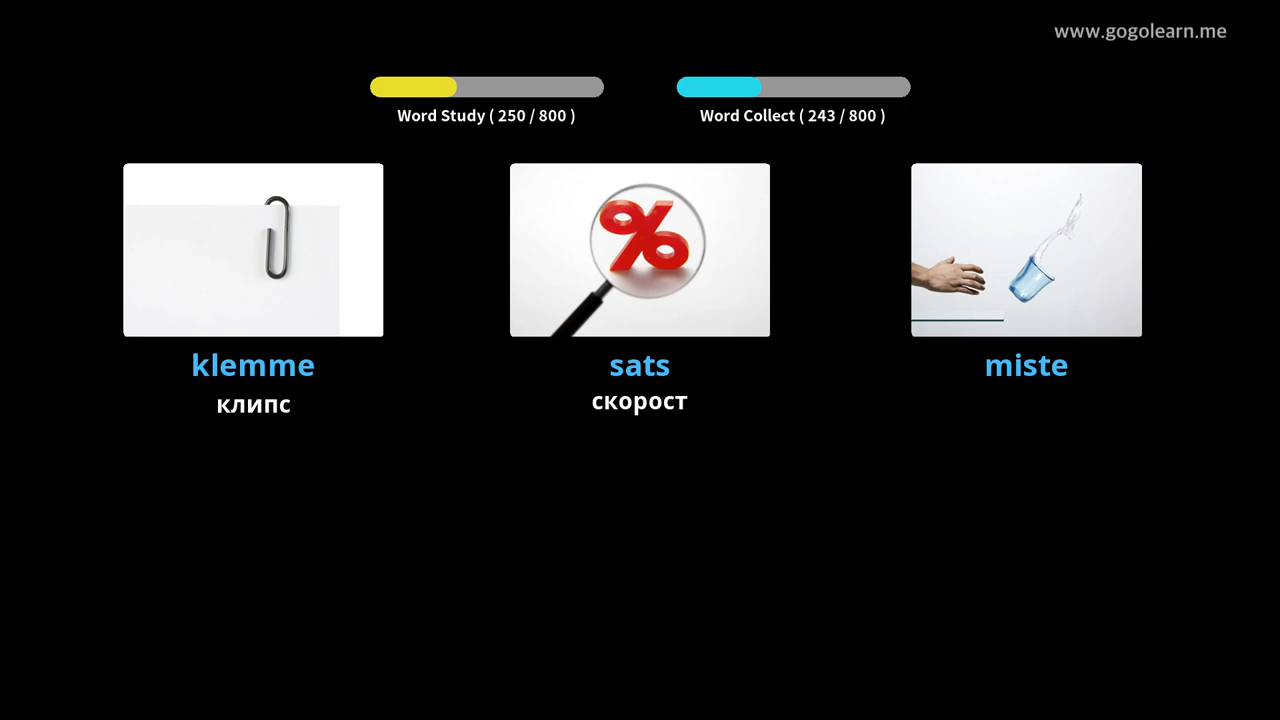 www.gogolearn.me
Word Study ( 250 / 800 )
Word Collect ( 243 / 800 )
klemme
клипс
sats
скорост
miste